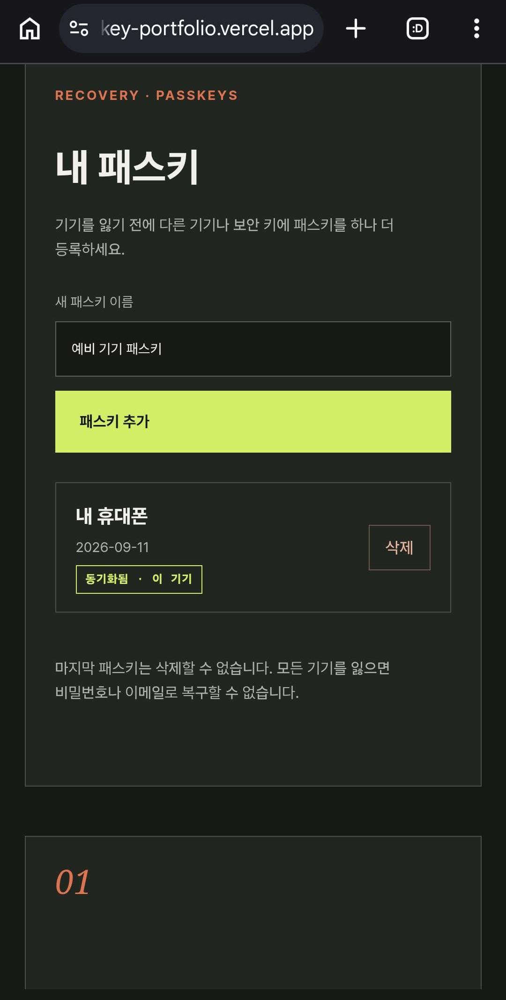 key-portfolio.vercel.app
:D
RECOVERY · PASSKEYS
내 패스키
기기를 잃기 전에 다른 기기나 보안 키에 패스키를 하나 더
등록하세요.
새 패스키 이름
예비 기기 패스키
패스키 추가
내 휴대폰
2026-09-11
동기화됨 · 이 기기
삭제
마지막 패스키는 삭제할 수 없습니다. 모든 기기를 잃으면
비밀번호나 이메일로 복구할 수 없습니다.
01